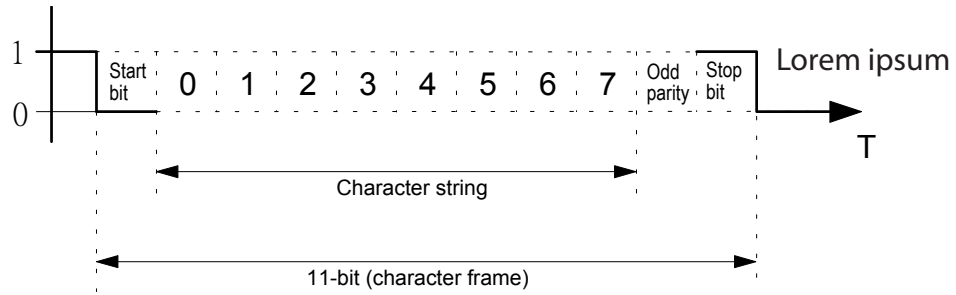 1
0
Start bit
0 1 2 3 4 5 6 7
Odd parity
Stop bit
Lorem ipsum
T
Character string
11-bit (character frame)